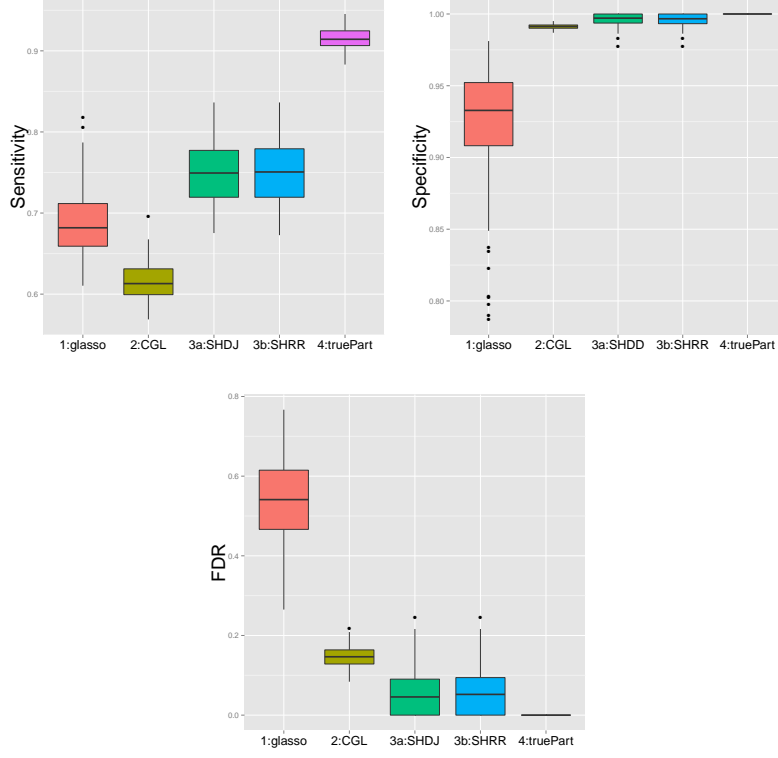 Sensitivity
0.9
0.8
0.7
0.6
1:glasso 2:CGL 3a:SHDJ 3b:SHRR 4:truePart
Specificity
1.00
0.95
0.90
0.85
0.80
1:glasso 2:CGL 3a:SHDD 3b:SHRR 4:truePart
FDR
0.8
0.6
0.4
0.2
0.0
1:glasso 2:CGL 3a:SHDJ 3b:SHRR 4:truePart